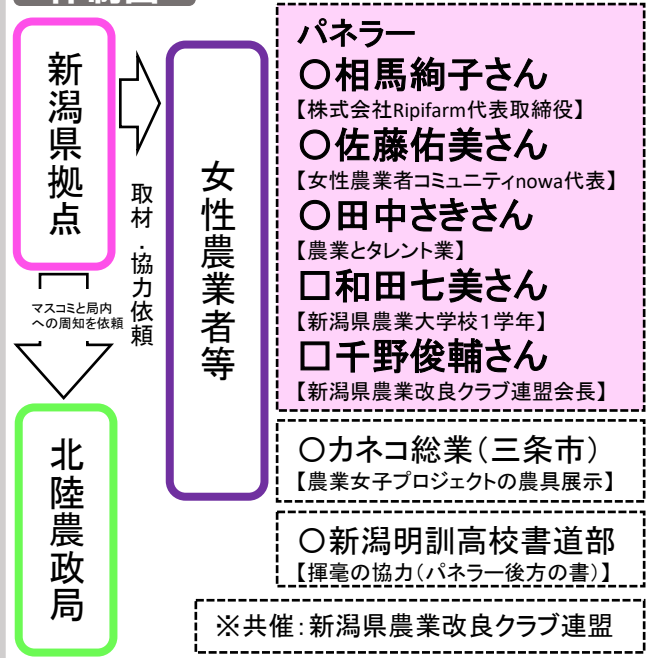 新潟県拠点
取材・協力依頼
マスコミと局内
への周知を依頼
北陸農政局
女性農業者等
パネラー
〇相馬絢子さん
【株式会社Ripifarm代表取締役】
〇佐藤佑美さん
【女性農業者コミュニティnowa代表】
〇田中さきさん
【農業とタレント業】
□和田七美さん
【新潟県農業大学校1学年】
□千野俊輔さん
【新潟県農業改良クラブ連盟会長】
〇カネコ総業(三条市)
【農業女子プロジェクトの農具展示】
〇新潟明訓高校書道部
【揮毫の協力(パネラー後方の書)】
※共催:新潟県農業改良クラブ連盟